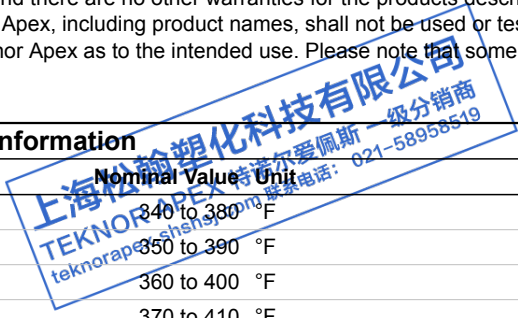 nd there are no other warranties for the products desc
Apex, including product names, shall not be used or tes
nor Apex as to the intended use. Please note that some
nformation
Nominal Value Unit
340 to 380 °F
350 to 390 °F
360 to 400 °F
370 to 410 °F
上海松翰塑化科技有限公司
TEKNOR APEX 特诺尔爱佩斯 一级分销商
teknorapex.shshsj.com 联系电话: 021-58958519